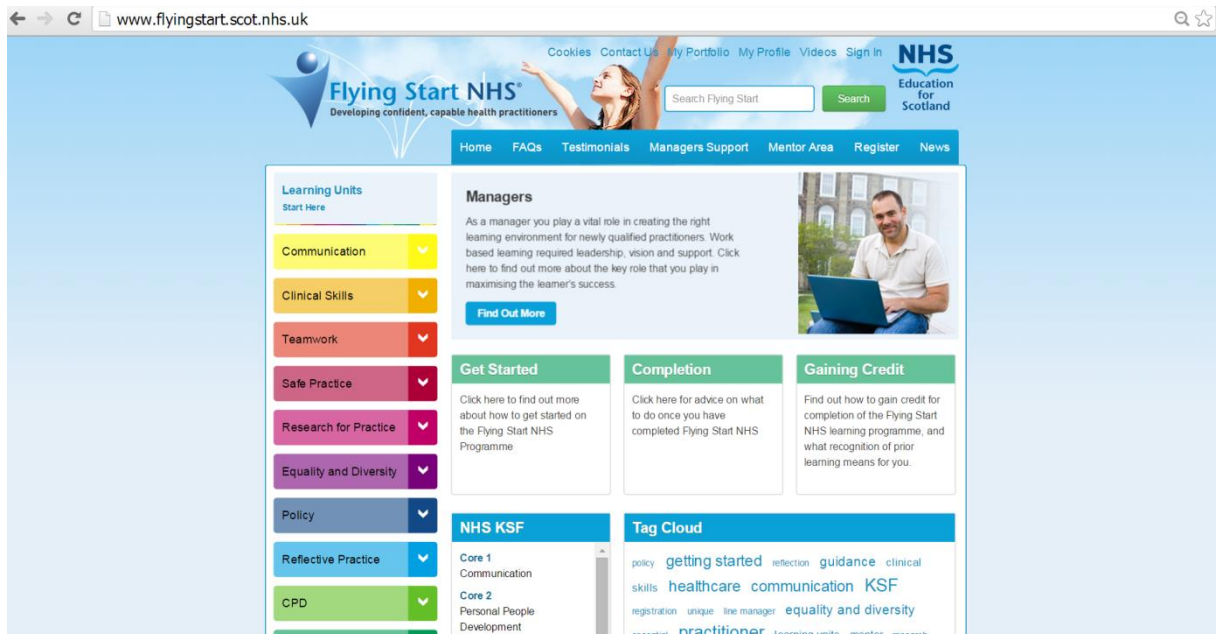 www.flyingstart.scot.nhs.uk
Cookies Contact Us My Portfolio My Profile Videos Sign In
NHS
Education
for
Scotland
Flying Start NHS®
Developing confident, capable health practitioners
Search Flying Start
Search
Home FAQs Testimonials Managers Support Mentor Area Register News
Learning Units
Start Here
Communication
Clinical Skills
Teamwork
Safe Practice
Research for Practice
Equality and Diversity
Policy
Reflective Practice
CPD
Managers
As a manager you play a vital role in creating the right
learning environment for newly qualified practitioners. Work
based learning required leadership, vision and support. Click
here to find out more about the key role that you play in
maximising the learner's success.
Find Out More
Get Started
Click here to find out more
about how to get started on
the Flying Start NHS
Programme
Completion
Click here for advice on what
to do once you have
completed Flying Start NHS
Gaining Credit
Find out how to gain credit for
completion of the Flying Start
NHS learning programme, and
what recognition of prior
learning means for you.
NHS KSF
Core 1
Communication
Core 2
Personal People
Development
Tag Cloud
policy getting started reflection guidance clinical
skills healthcare communication KSF
registration unique line manager equality and diversity
practitioner learning units mentor